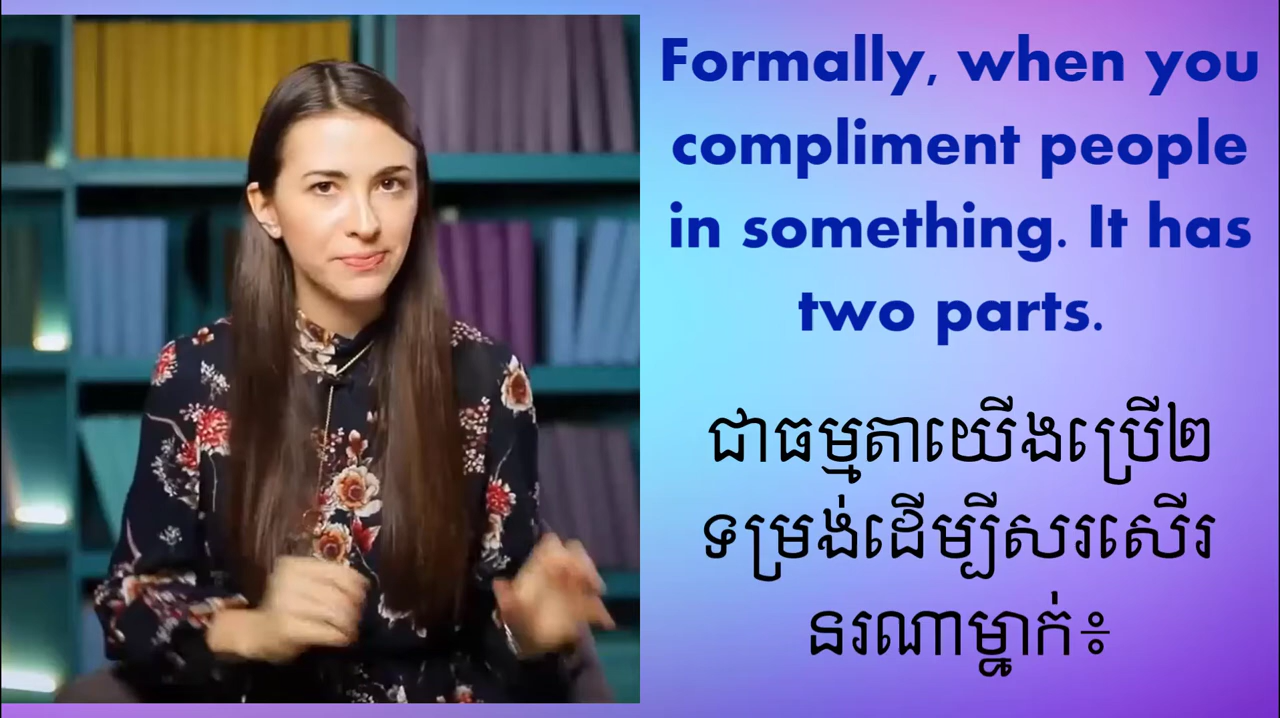 Formally, when you
compliment people
in something. It has
two parts.
ជាធម្មតាយើងប្រើ២
ទម្រង់ដើម្បីសរសើរ
នរណាម្នាក់៖